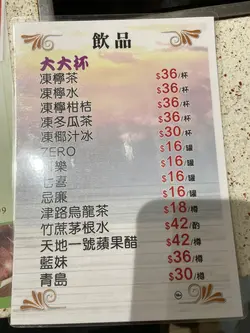 飲品
大大杯
凍檸茶 $36/杯
凍檸水 $36/杯
凍檸柑桔 $36/杯
凍冬瓜茶 $36/杯
凍椰汁冰 $30/杯
ZERO $16/罐
樂 $16/罐
喜 $16/罐
忌廉 $16/罐
津路烏龍茶 $18/樽
竹蔗茅根水 $42/
天地一號蘋果醋 $42/樽
藍妹 $36/樽
青島 $30/樽